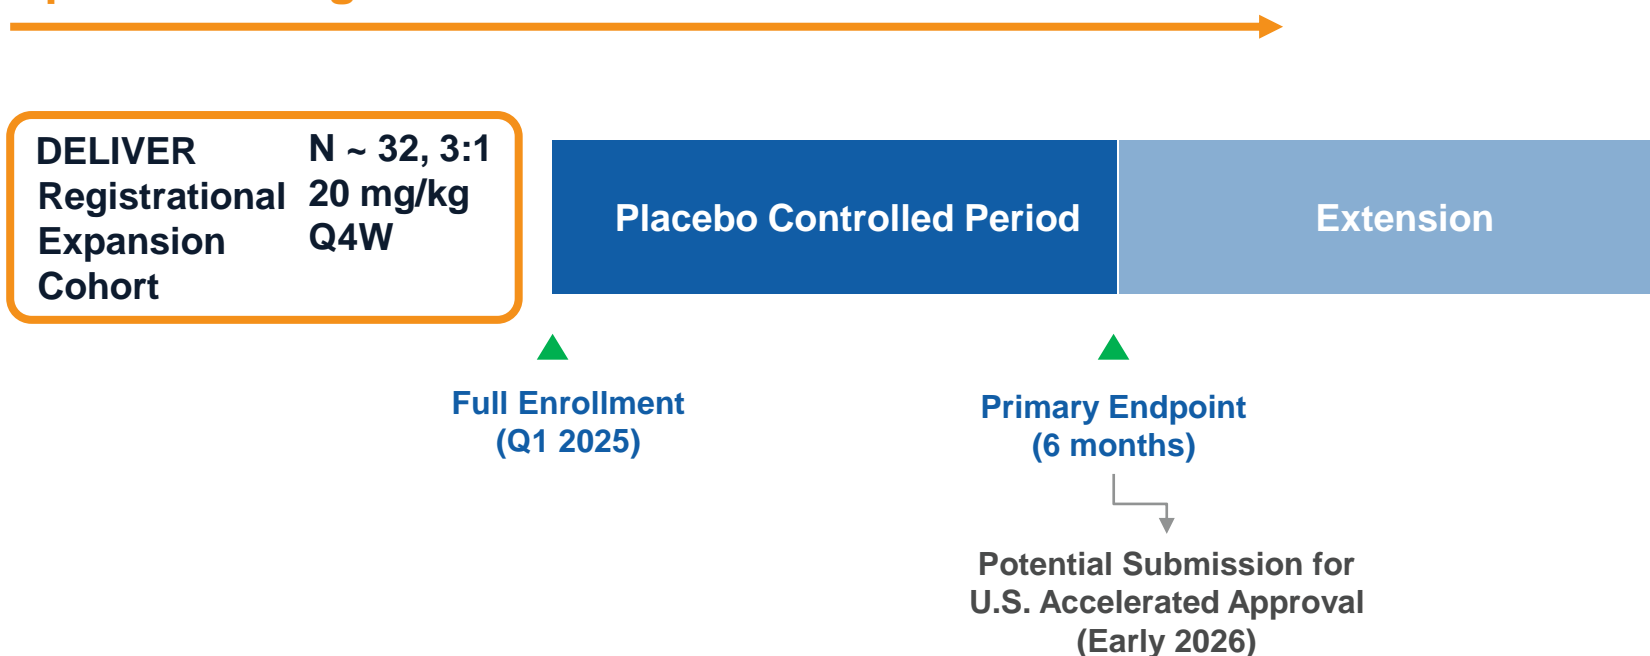 DELIVER
Registrational
Expansion
Cohort
N ~ 32, 3:1
20 mg/kg
Q4W
Placebo Controlled Period
Extension
Full Enrollment
(Q1 2025)
Primary Endpoint
(6 months)
Potential Submission for
U.S. Accelerated Approval
(Early 2026)